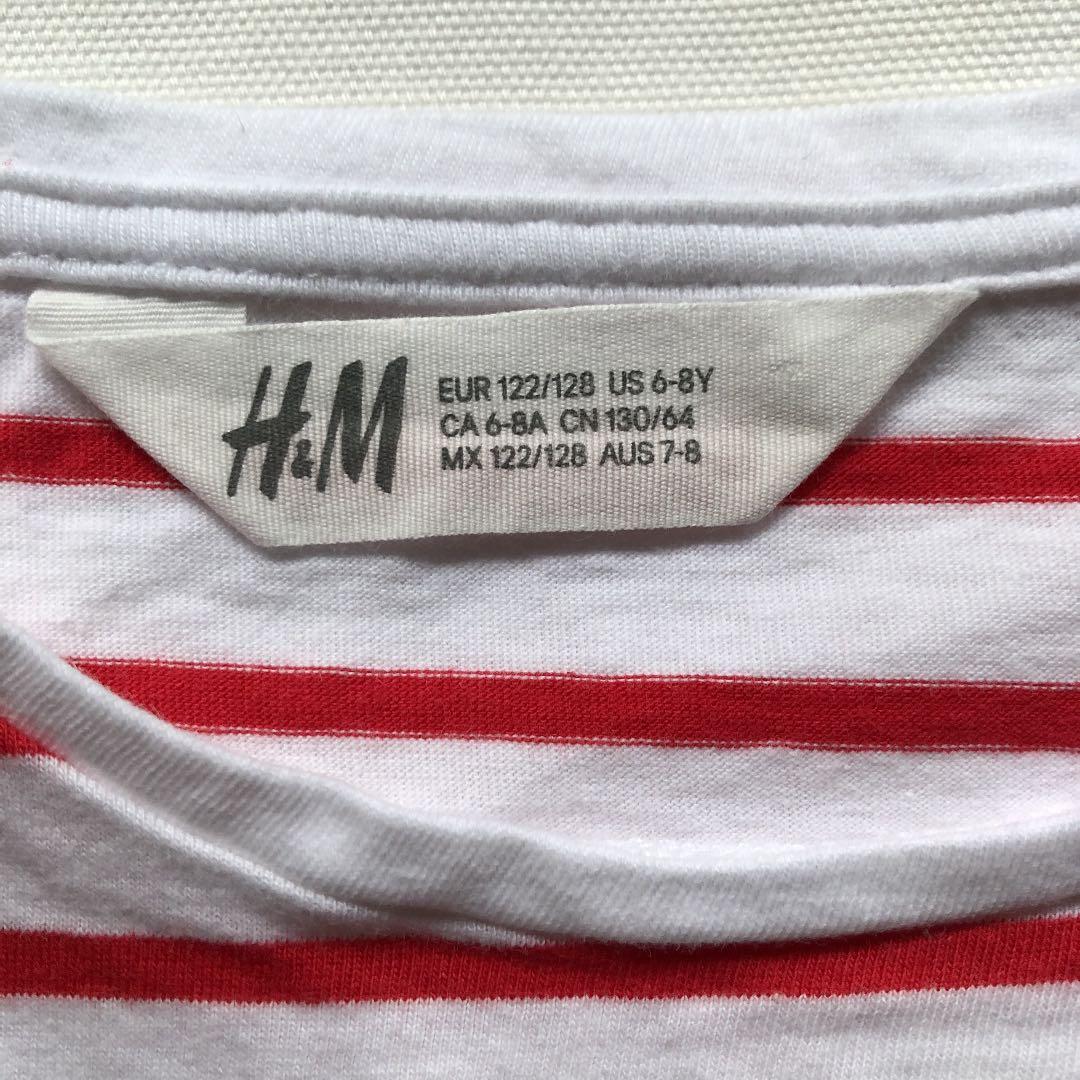 H&M
EUR 122/128 US 6-8Y
CA 6-8A CN 130/64
MX 122/128 AUS 7-8